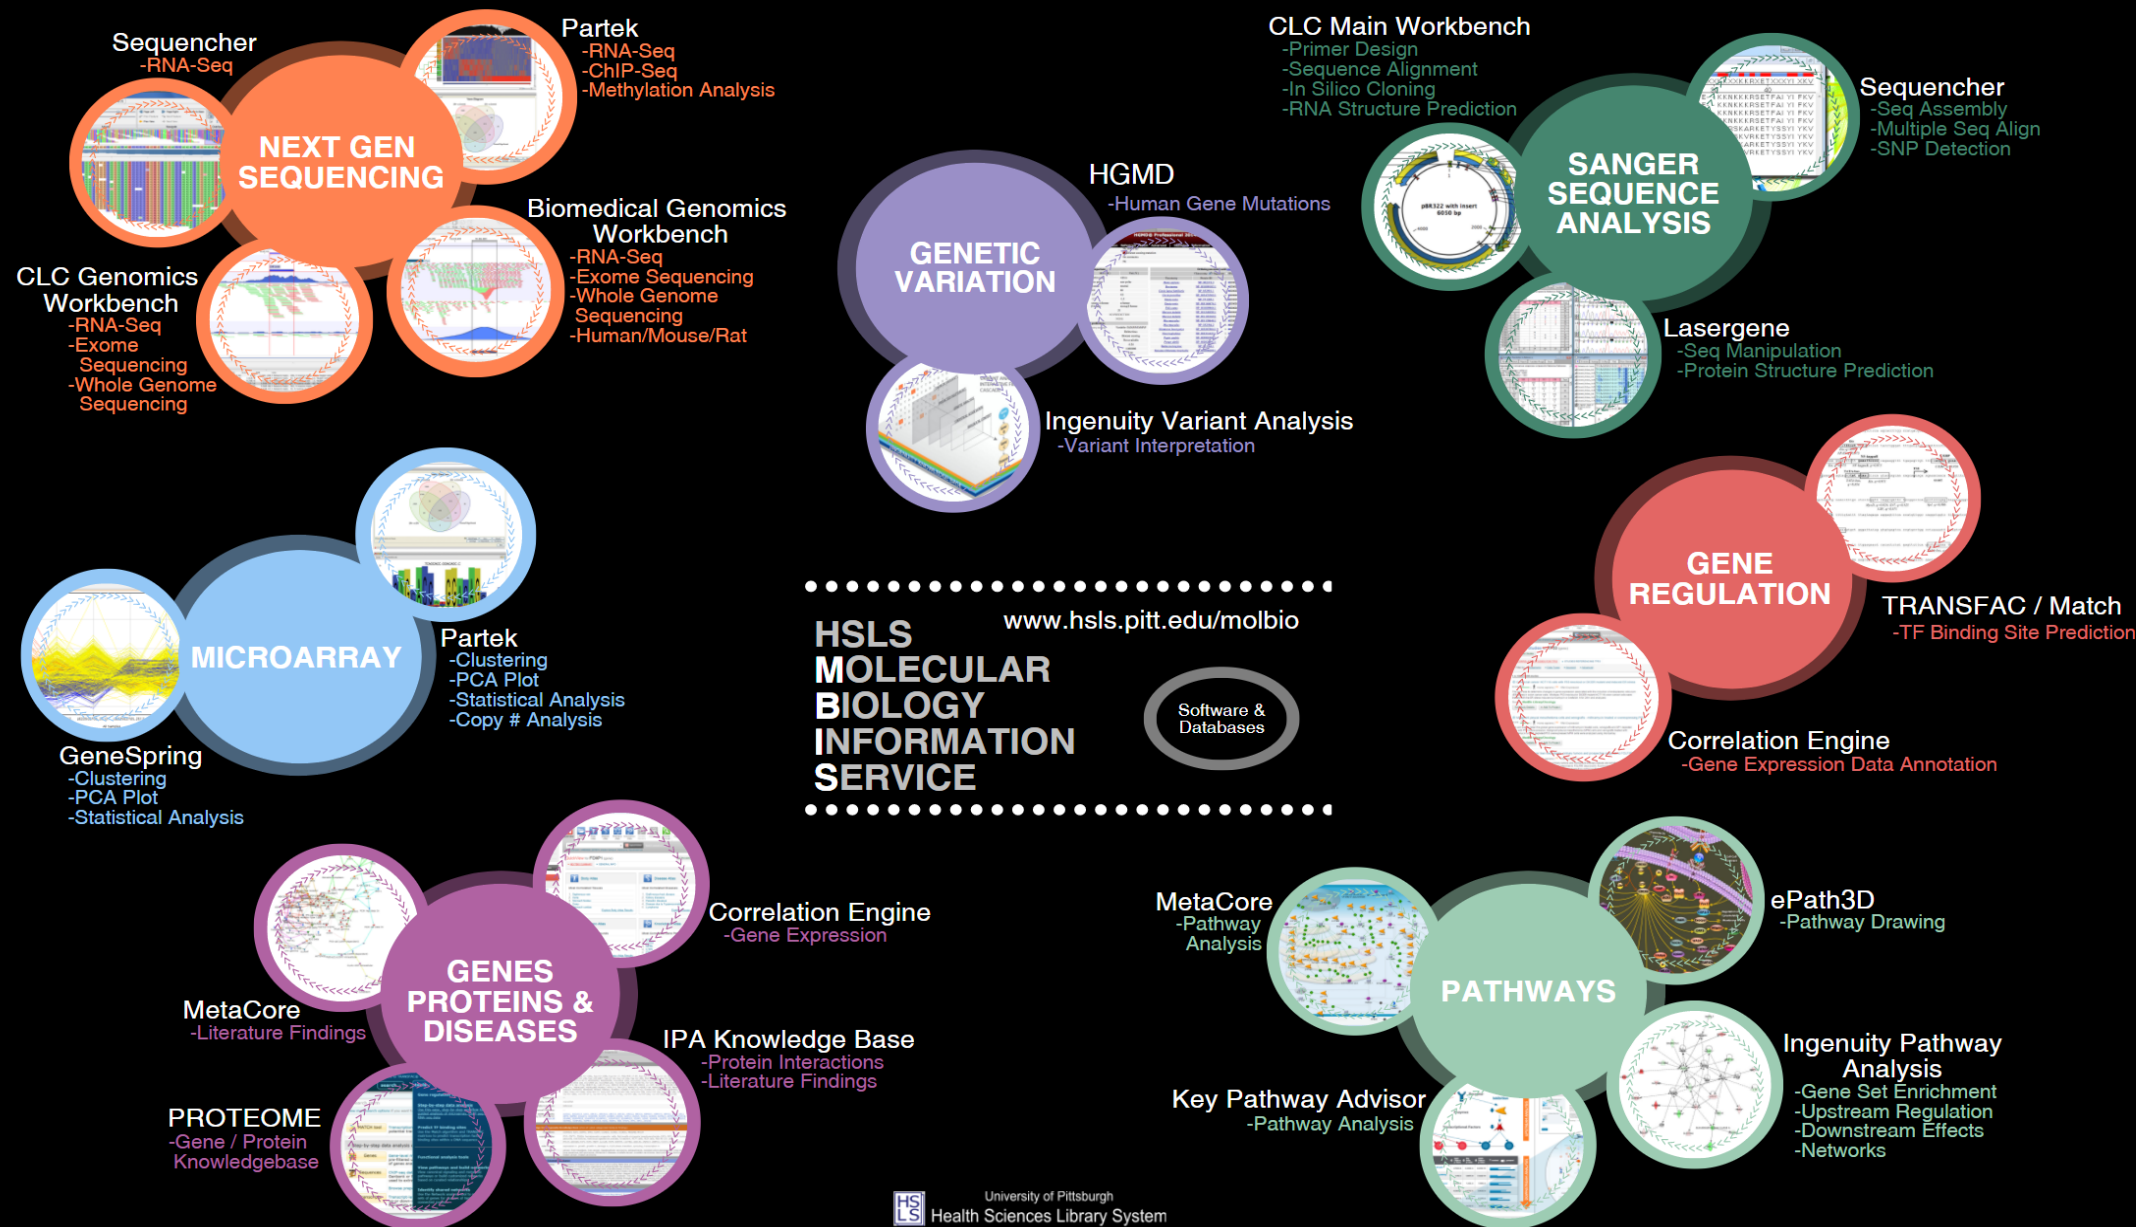 Sequencher
-RNA-Seq
Partek
-RNA-Seq
-ChIP-Seq
-Methylation Analysis
NEXT GEN
SEQUENCING
Biomedical Genomics
Workbench
-RNA-Seq
-Exome Sequencing
-Whole Genome
Sequencing
-Human/Mouse/Rat
CLC Genomics
Workbench
-RNA-Seq
-Exome
Sequencing
-Whole Genome
Sequencing
GENETIC
VARIATION
HGMD
-Human Gene Mutations
Ingenuity Variant Analysis
-Variant Interpretation
CLC Main Workbench
-Primer Design
-Sequence Alignment
-In Silico Cloning
-RNA Structure Prediction
pBR322 with insert
6050 bp
SANGER
SEQUENCE
ANALYSIS
Sequencher
-Seq Assembly
-Multiple Seq Align
-SNP Detection
Lasergene
-Seq Manipulation
-Protein Structure Prediction
MICROARRAY
Partek
-Clustering
-PCA Plot
-Statistical Analysis
-Copy # Analysis
GeneSpring
-Clustering
-PCA Plot
-Statistical Analysis
www.hsls.pitt.edu/molbio
HSLS
MOLECULAR
BIOLOGY
INFORMATION
SERVICE
Software &
Databases
GENE
REGULATION
TRANSFAC / Match
-TF Binding Site Prediction
Correlation Engine
-Gene Expression Data Annotation
GENES
PROTEINS &
DISEASES
Correlation Engine
-Gene Expression
MetaCore
-Literature Findings
IPA Knowledge Base
-Protein Interactions
-Literature Findings
PROTEOME
-Gene / Protein
Knowledgebase
PATHWAYS
MetaCore
-Pathway
Analysis
ePath3D
-Pathway Drawing
Key Pathway Advisor
-Pathway Analysis
Ingenuity Pathway
Analysis
-Gene Set Enrichment
-Upstream Regulation
-Downstream Effects
-Networks
HS
LS
University of Pittsburgh
Health Sciences Library System